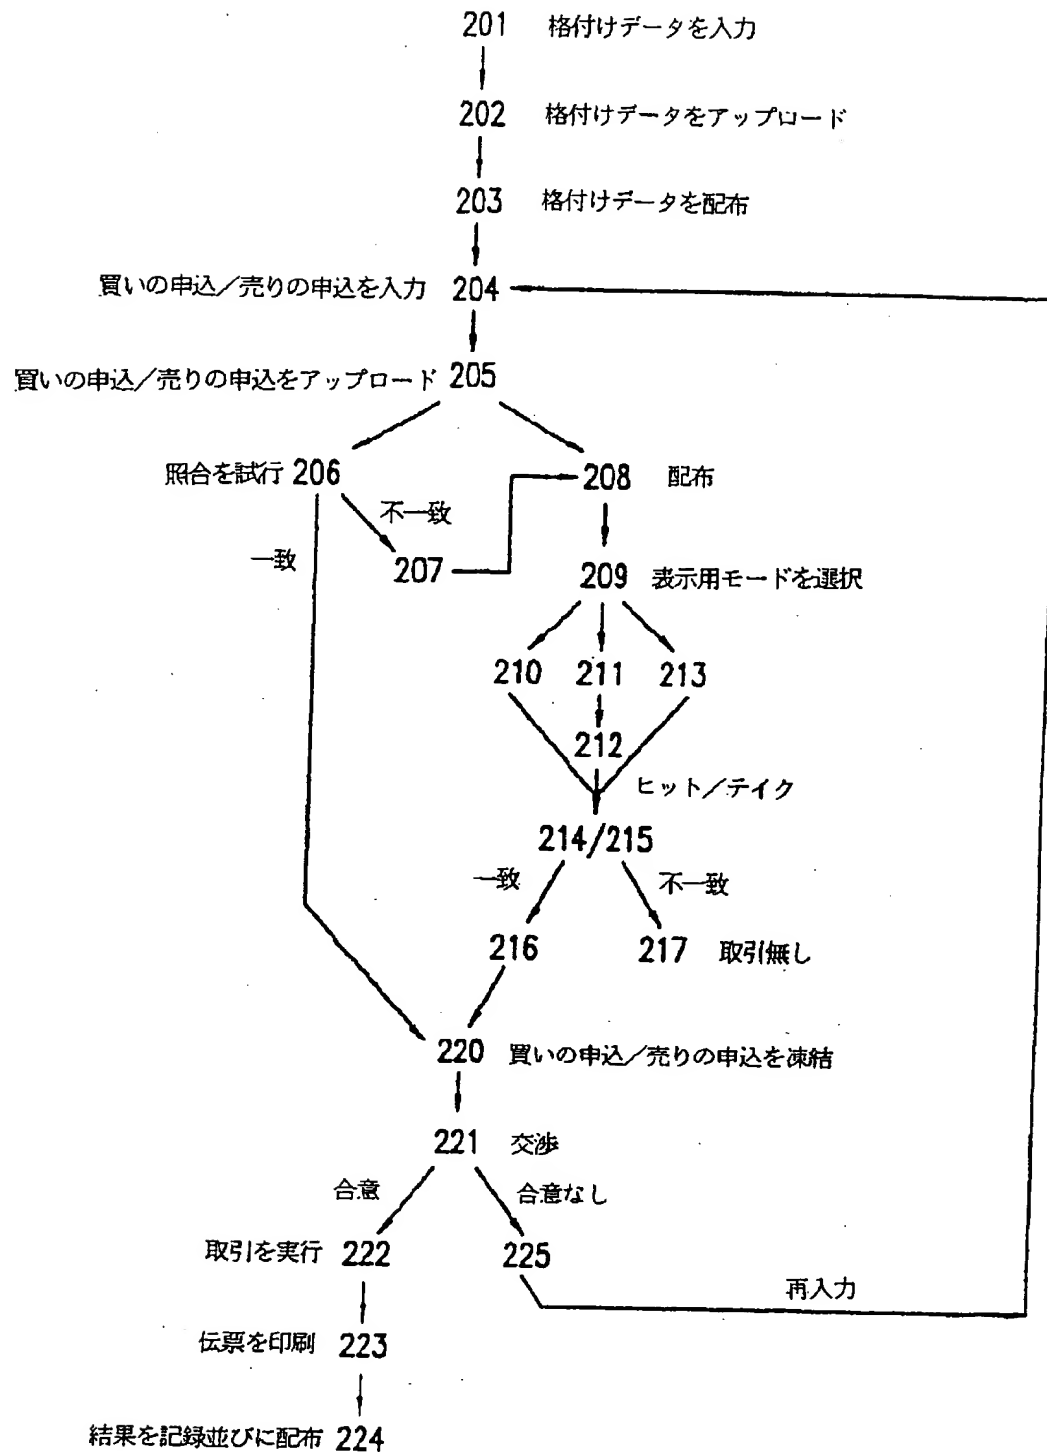 201 格付けデータを入力
202 格付けデータをアップロード
203 格付けデータを配布
買いの申込/売りの申込を入力 204
買いの申込/売りの申込をアップロード 205
照合を試行 206
208 配布
不一致
一致
207
209 表示用モードを選択
210 211 213
212
ヒット/テイク
214/215
一致
不一致
216
217 取引無し
220 買いの申込/売りの申込を凍結
221 交渉
合意
合意なし
取引を実行 222
225
再入力
伝票を印刷 223
結果を記録並びに配布 224